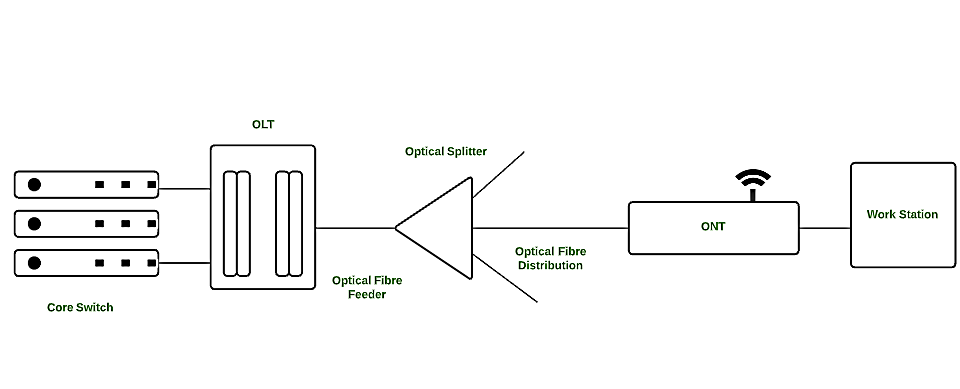 OLT
Optical Splitter
ONT
Work Station
Optical Fibre
Distribution
Optical Fibre
Feeder
Core Switch